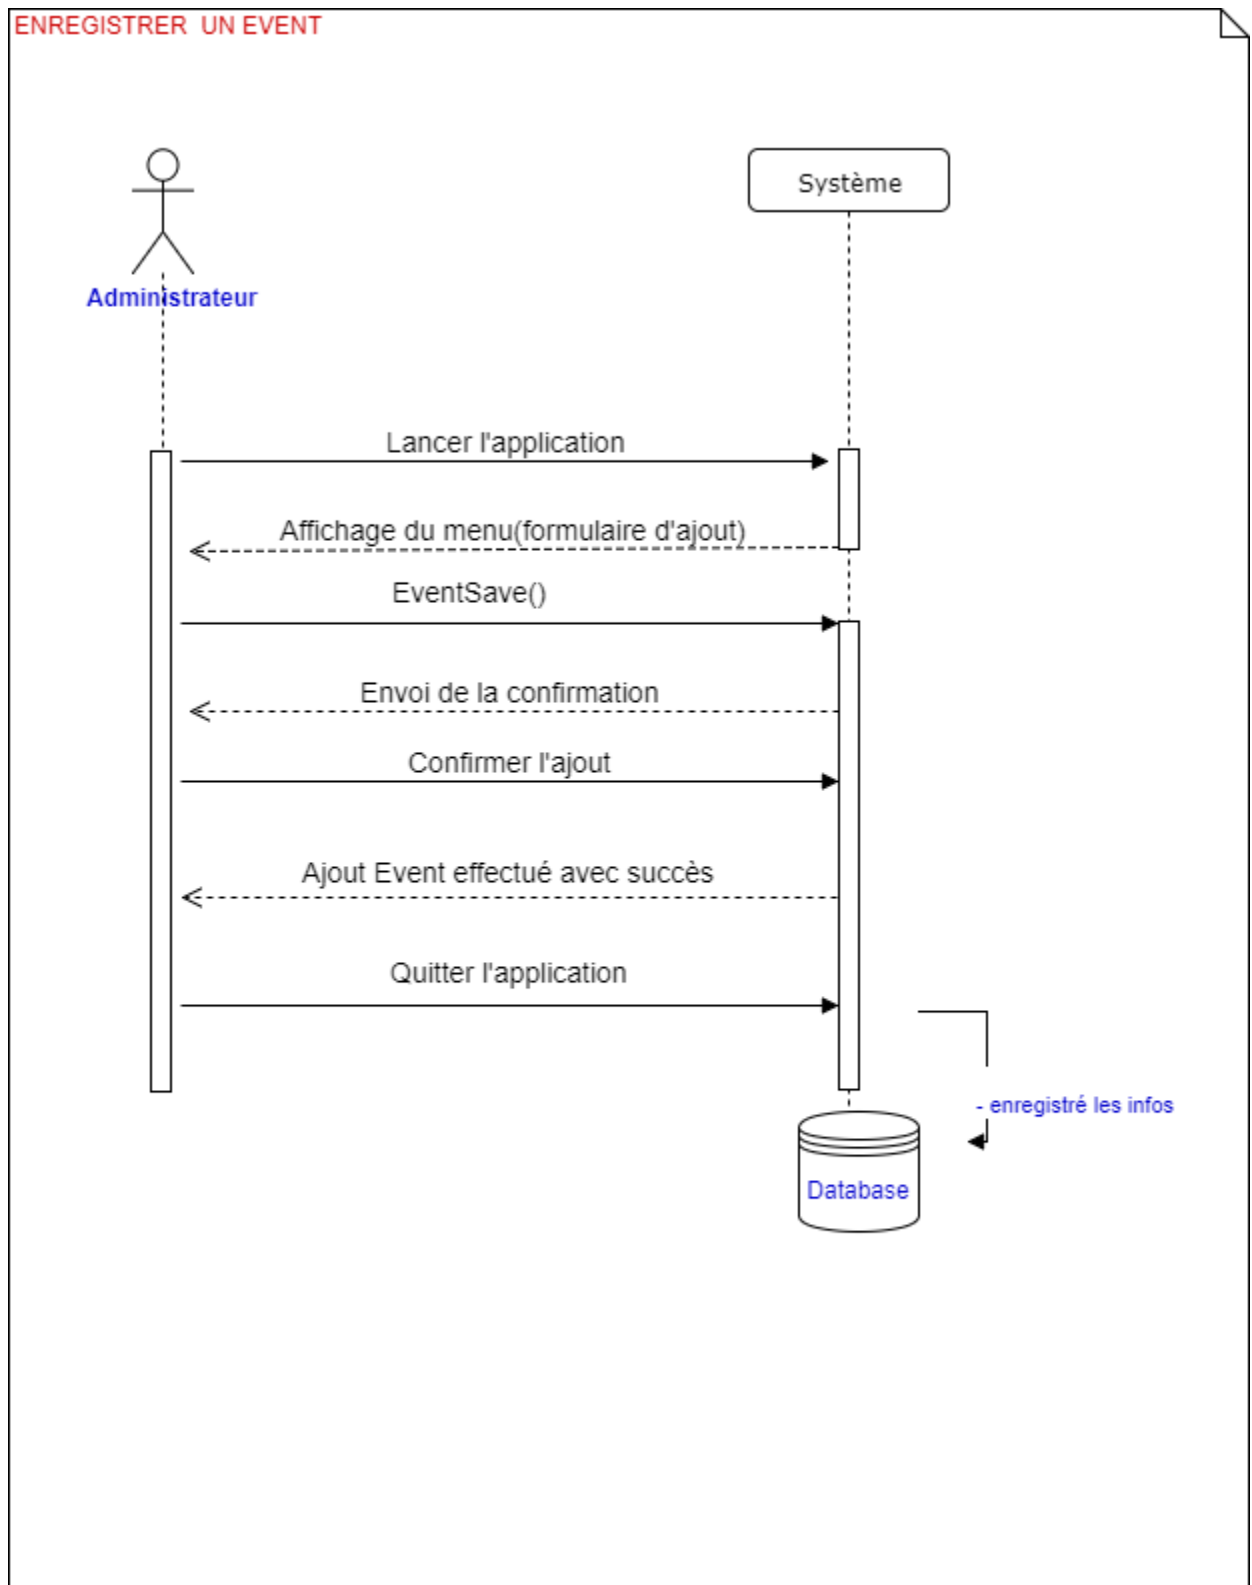 ENREGISTRER  UN EVENT
Système
Administrateur
Lancer l'application
Affichage du menu(formulaire d'ajout)
EventSave()
Envoi de la confirmation
Confirmer l'ajout
Ajout Event effectué avec succès
Quitter l'application
- enregistré les infos
Database